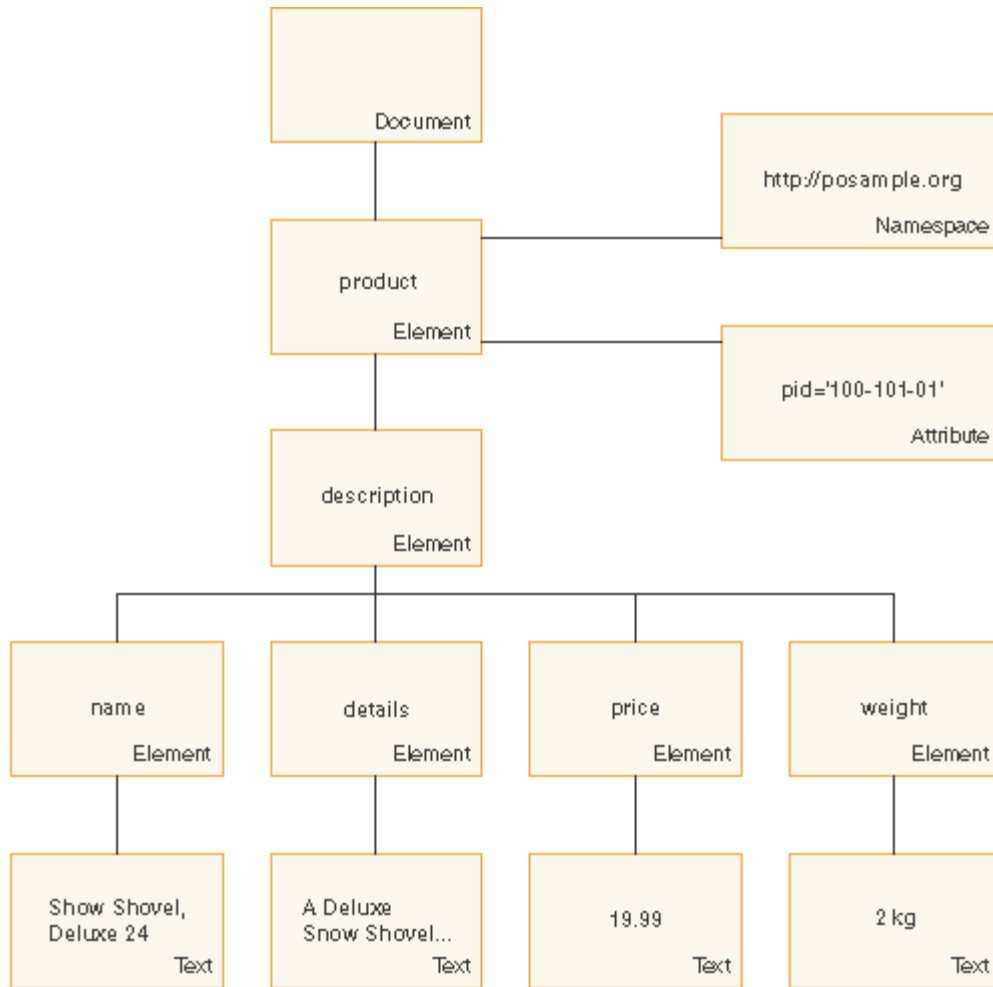 Document
http://posample.org
Namespace
product
Element
pid='100-101-01'
Attribute
description
Element
name
Element
details
Element
price
Element
weight
Element
Show Shovel,
Deluxe 24
Text
A Deluxe
Snow Shovel...
Text
19.99
Text
2 kg
Text